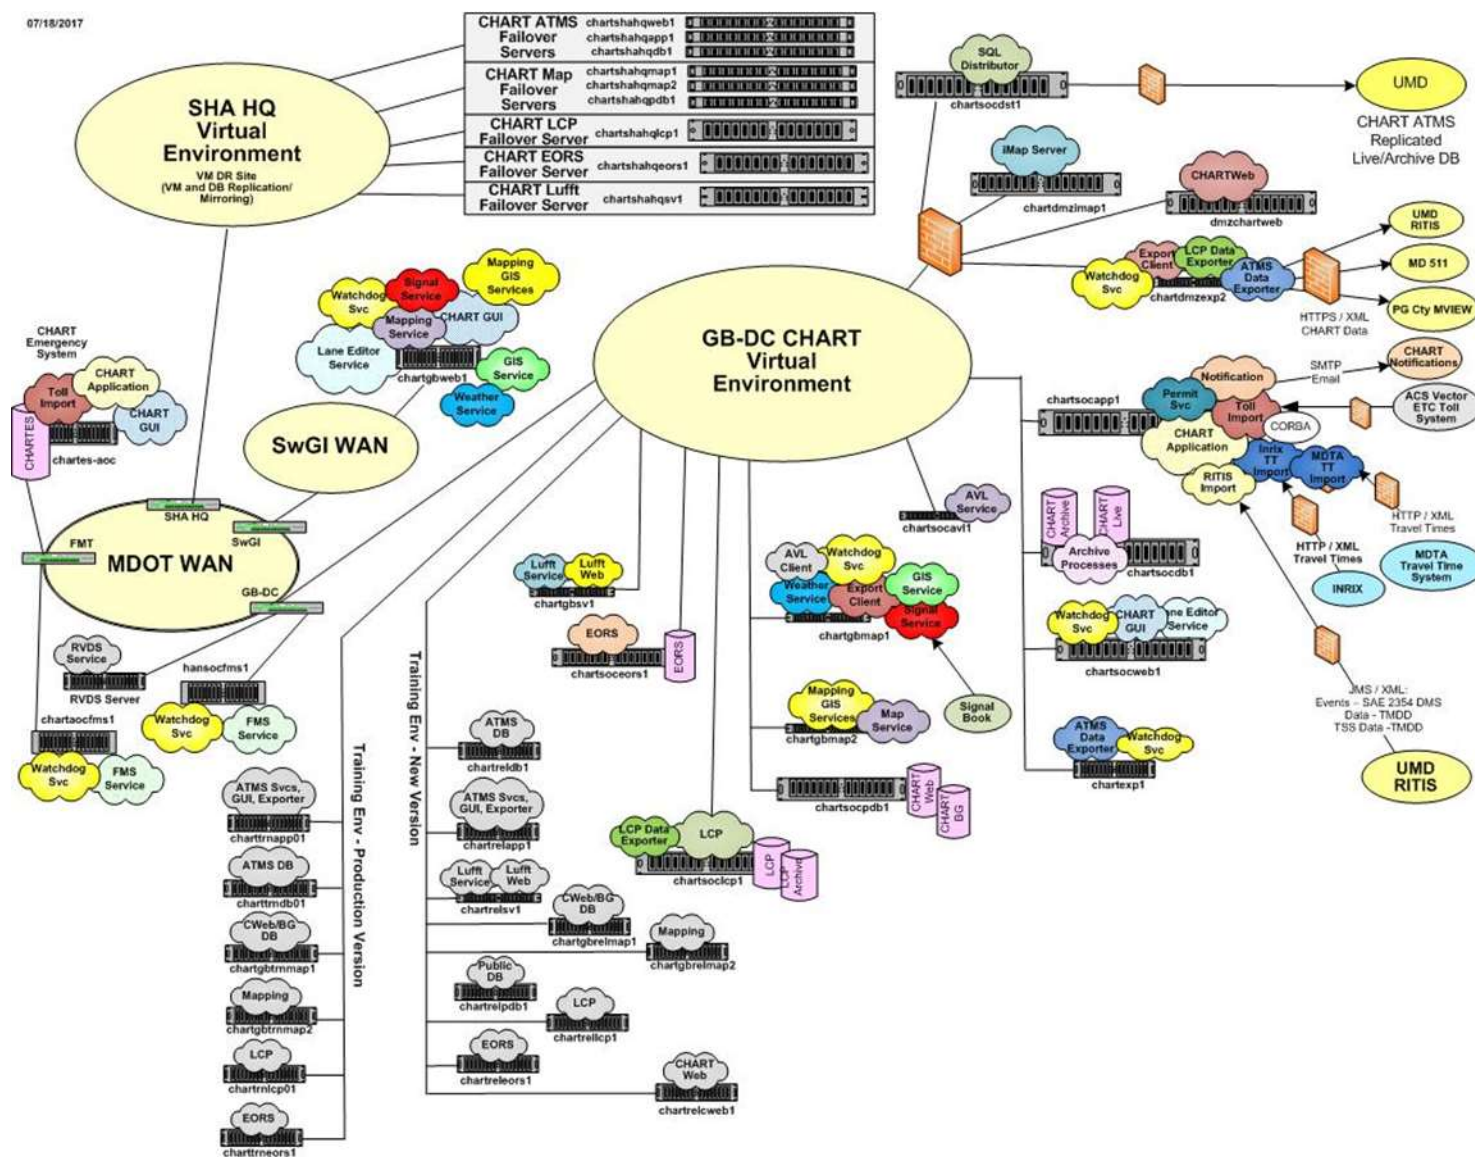 07/18/2017
CHART ATMS
Failover
Servers
chartshahqweb1
chartshahqapp1
chartshahqdb1
CHART Map
Failover
Servers
chartshahqmap1
chartshahqmap2
chartshahqpdb1
CHART LCP
Failover Server
chartshahqlcp1
CHART EORS
Failover Server
chartshahqeors1
CHART Lufft
Failover Server
chartshahqsv1
SHA HQ
Virtual
Environment
VM DR Site
(VM and DB Replication/
Mirroring)
SQL
Distributor
chartsocdst1
UMD
CHART ATMS
Replicated
Live/Archive DB
iMap Server
chartdmzimap1
CHARTWeb
dmzchartweb
Export
Client
LCP Data
Exporter
Watchdog
Svc
ATMS
Data
Exporter
chartdmzexp2
UMD
RITIS
MD 511
PG Cty MVIEW
HTTPS / XML
CHART Data
Mapping
GIS
Services
Signal
Service
Watchdog
Svc
Mapping
Service
CHART GUI
Lane Editor
Service
chartgbweb1
GIS
Service
Weather
Service
CHART
Emergency
System
CHART
Application
Toll
Import
CHART
GUI
CHARTES
chartes-aoc
SwGI WAN
GB-DC CHART
Virtual
Environment
SHA HQ
SwGI
FMT
MDOT WAN
GB-DC
CHART
Notifications
SMTP
Email
Notification
chartsocapp1
Permit
Svc
Toll
Import
CORBA
ACS Vector
ETC Toll
System
CHART
Application
Inrix
TT
Import
MDTA
TT
Import
RITIS
Import
HTTP / XML
Travel Times
HTTP / XML
Travel Times
MDTA
Travel Time
System
INRIX
CHART
Archive
CHART
Live
Archive
Processes
chartsocdb1
AVL
Service
chartsocavl1
Lufft
Service
Lufft
Web
chartgbsv1
AVL
Client
Watchdog
Svc
Weather
Service
Export
Client
GIS
Service
Signal
Service
chartgbmap1
EORS
chartsoceors1
EORS
Watchdog
Svc
CHART
GUI
ane Editor
Service
chartsocweb1
RVDS
Service
RVDS Server
hansocfms1
Watchdog
Svc
FMS
Service
chartaocfms1
Watchdog
Svc
FMS
Service
Mapping
GIS
Services
Map
Service
chartgbmap2
Signal
Book
JMS / XML:
Events – SAE 2354 DMS
Data - TMDD
TSS Data -TMDD
UMD
RITIS
ATMS
Data
Exporter
Watchdog
Svc
chartexp1
chartsocpdb1
CHART
Web
CHART
BG
LCP Data
Exporter
LCP
chartsoclcp1
LCP
LCP
Archive
Training Env - Production Version
ATMS Svcs,
GUI, Exporter
charttrnapp01
ATMS DB
charttrndb01
CWeb/BG
DB
chartgbtrnmap1
Mapping
chartgbtrnmap2
LCP
chartrnlcp01
EORS
charttrneors1
Training Env - New Version
ATMS
DB
chartreldb1
ATMS Svcs,
GUI, Exporter
chartrelapp1
Lufft
Service
Lufft
Web
chartrelsv1
CWeb/BG
DB
chartgbrelmap1
Mapping
chartgbrelmap2
Public
DB
chartrelpdb1
LCP
chartrellcp1
EORS
chartreleors1
CHART
Web
chartrelcweb1